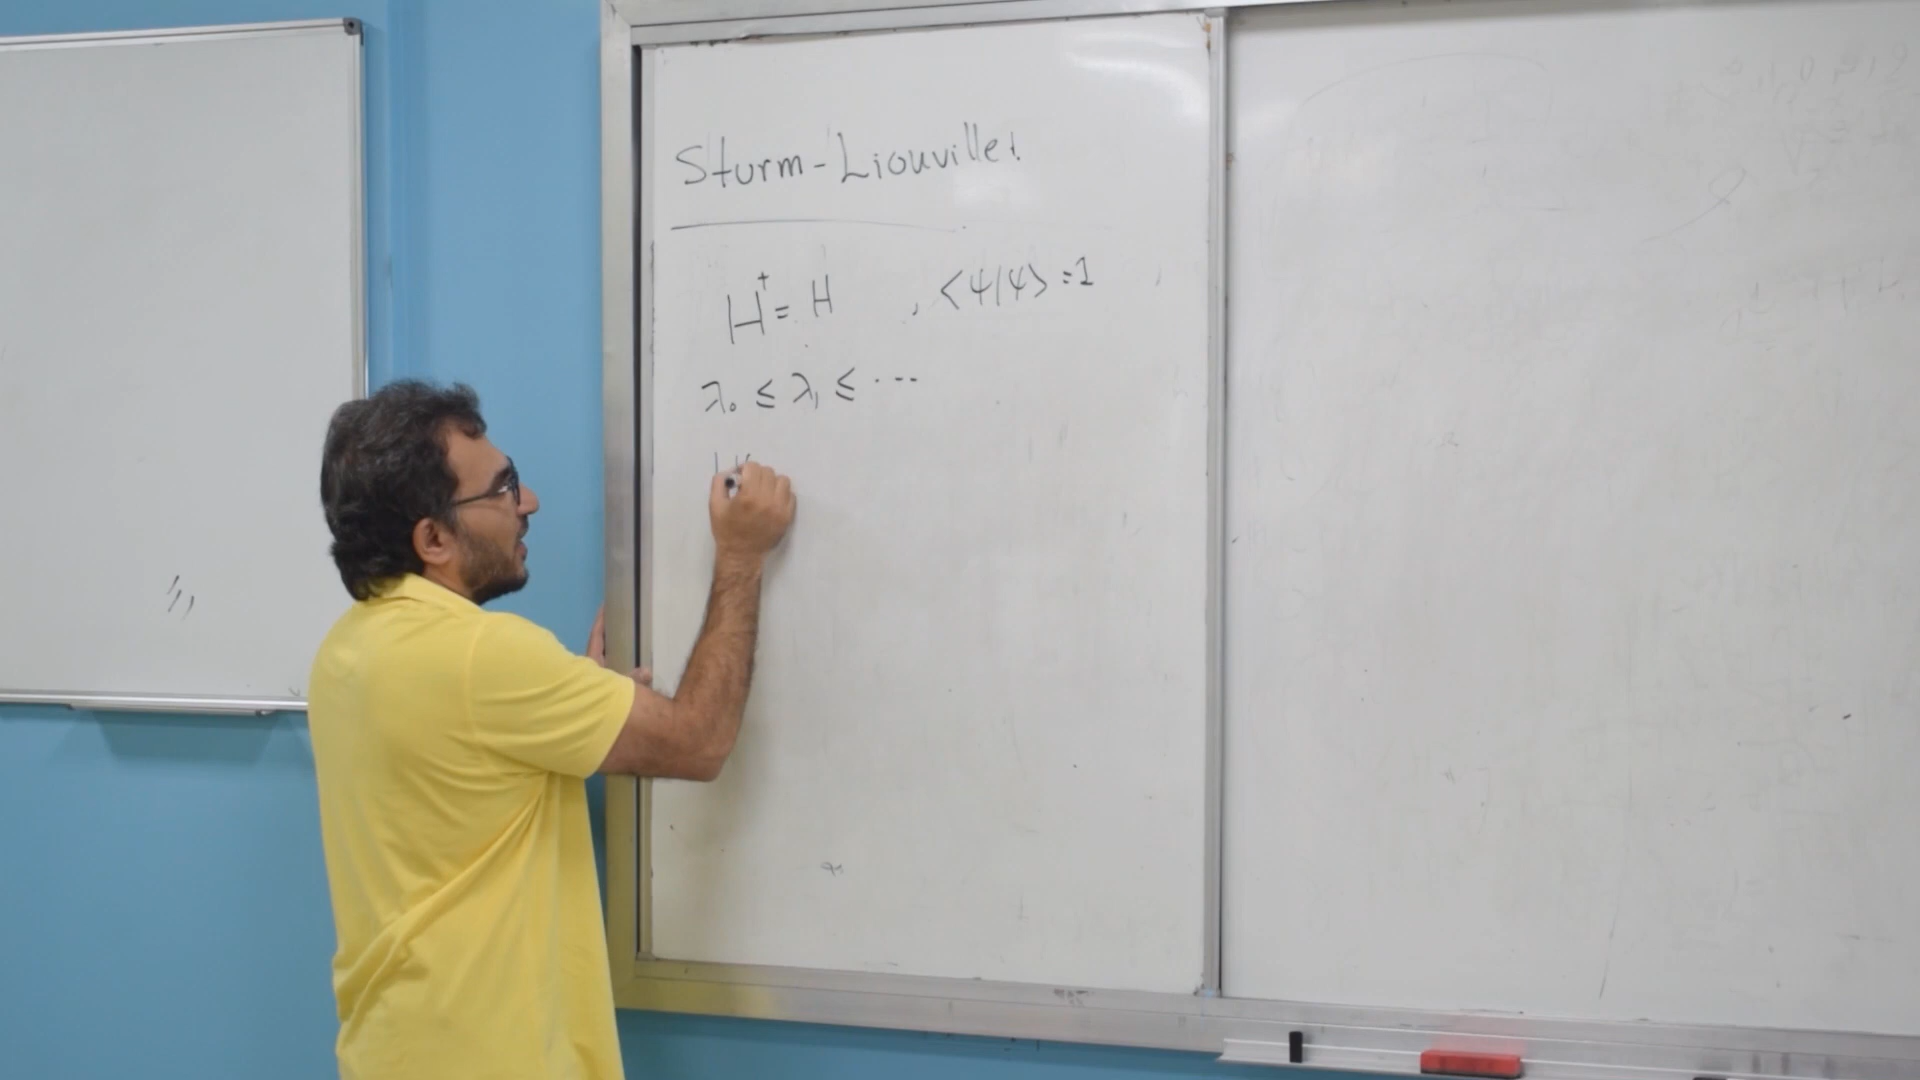 Sturm-Liouville:
H† = H , <ψ|ψ> = 1
λ₀ ≤ λ₁ ≤ ...